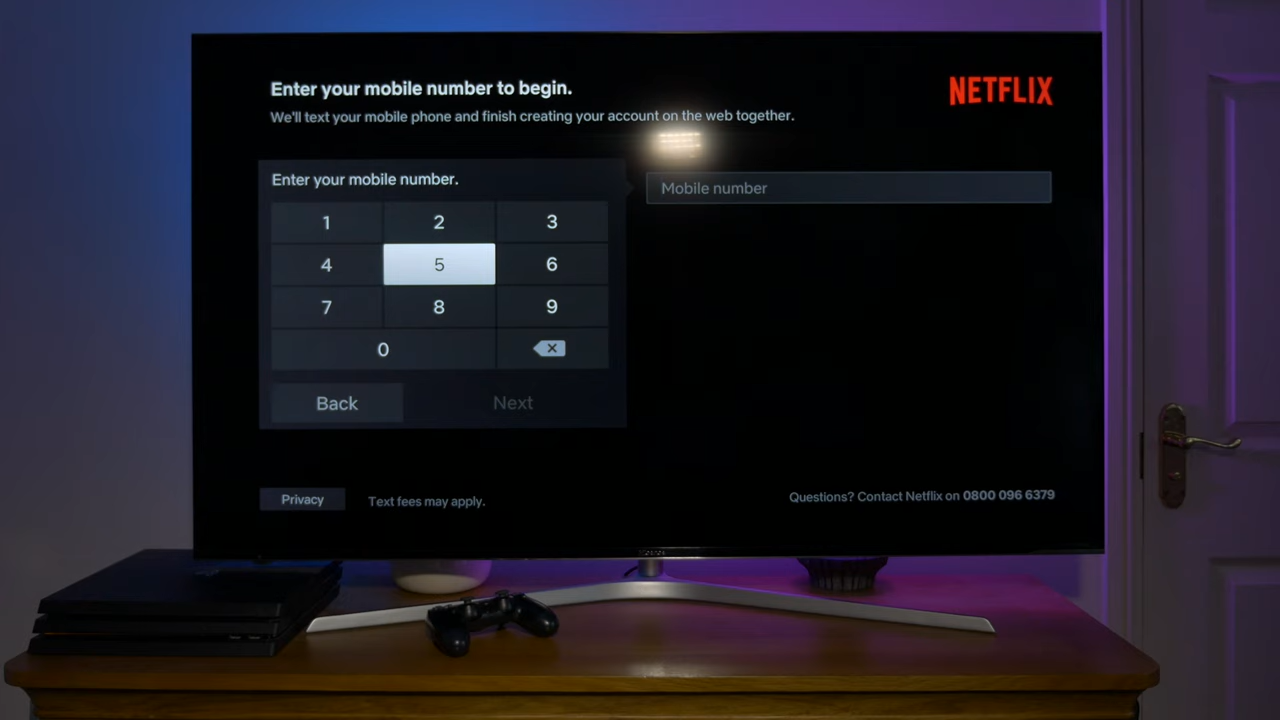 Enter your mobile number to begin.
NETFLIX
We'll text your mobile phone and finish creating your account on the web together.
Enter your mobile number.
Mobile number
1 2 3
4 5 6
7 8 9
0
Back Next
Privacy Text fees may apply.
Questions? Contact Netflix on 0800 096 6379